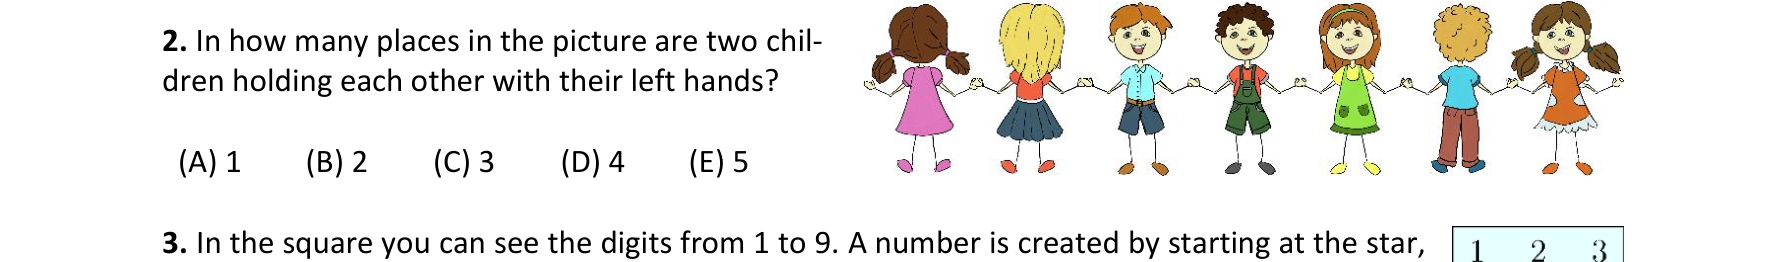 2. In how many places in the picture are two chil-
dren holding each other with their left hands?
(A) 1 (B) 2 (C) 3 (D) 4 (E) 5
3. In the square you can see the digits from 1 to 9. A number is created by starting at the star,
1 2 3